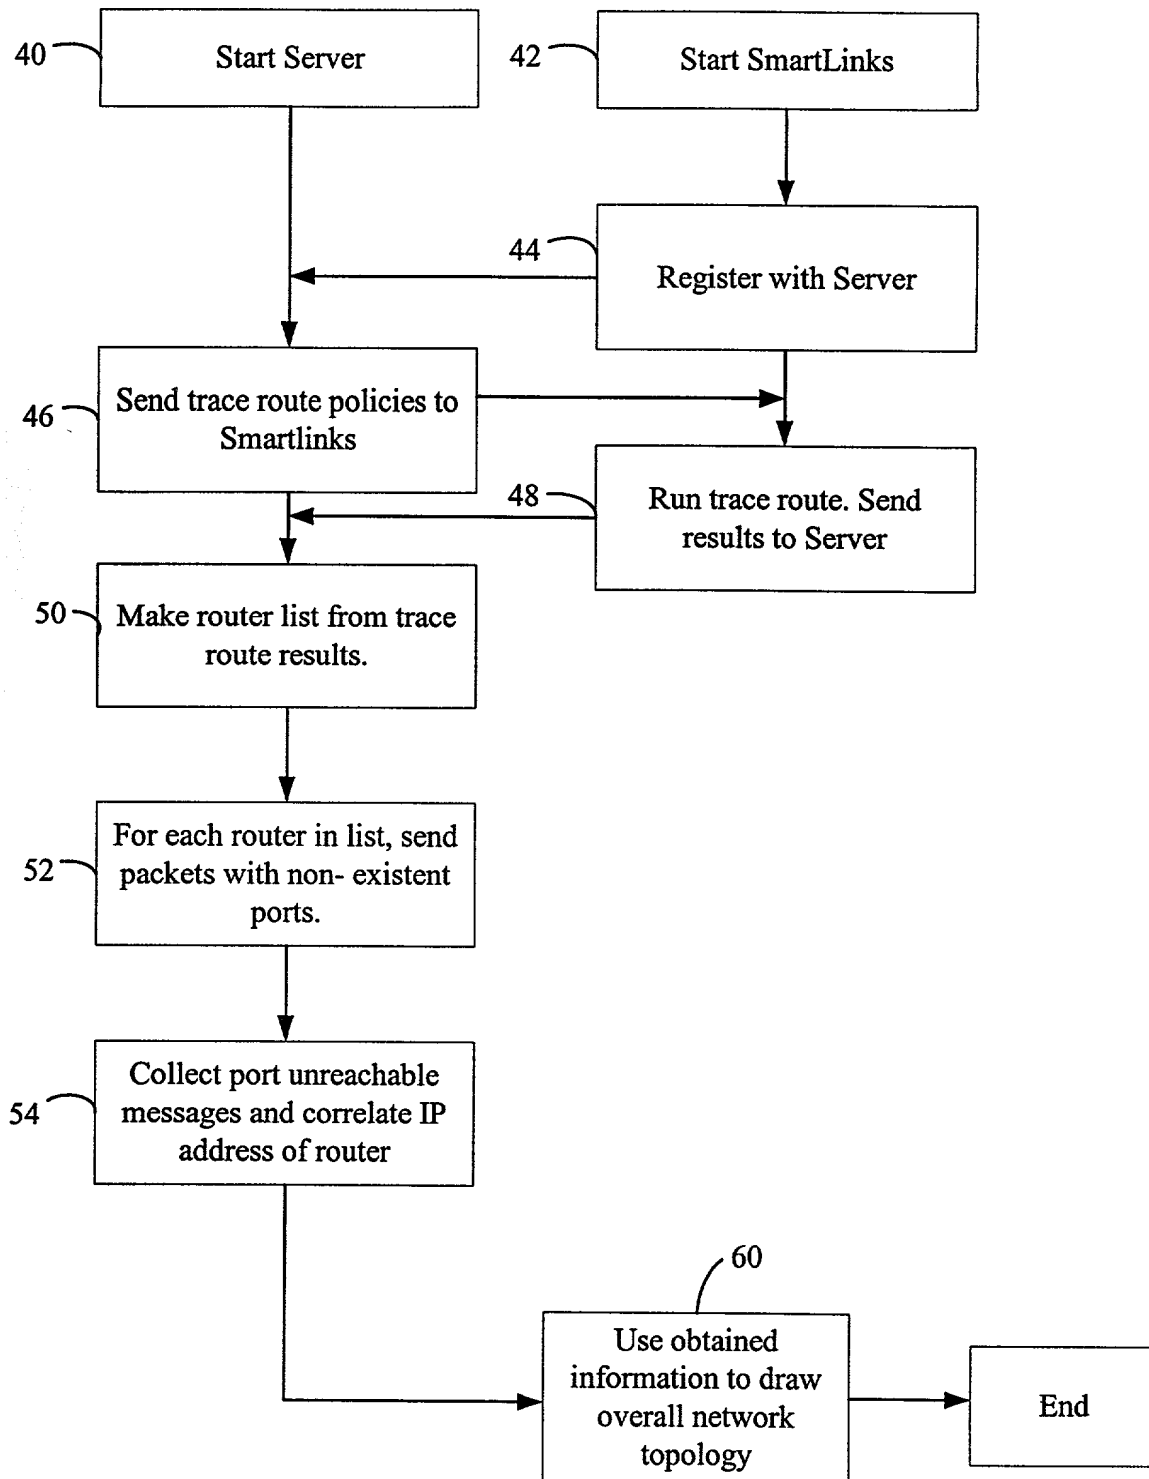 40
Start Server
42
Start SmartLinks
44
Register with Server
46
Send trace route policies to
Smartlinks
48
Run trace route. Send
results to Server
50
Make router list from trace
route results.
52
For each router in list, send
packets with non- existent
ports.
54
Collect port unreachable
messages and correlate IP
address of router
60
Use obtained
information to draw
overall network
topology
End